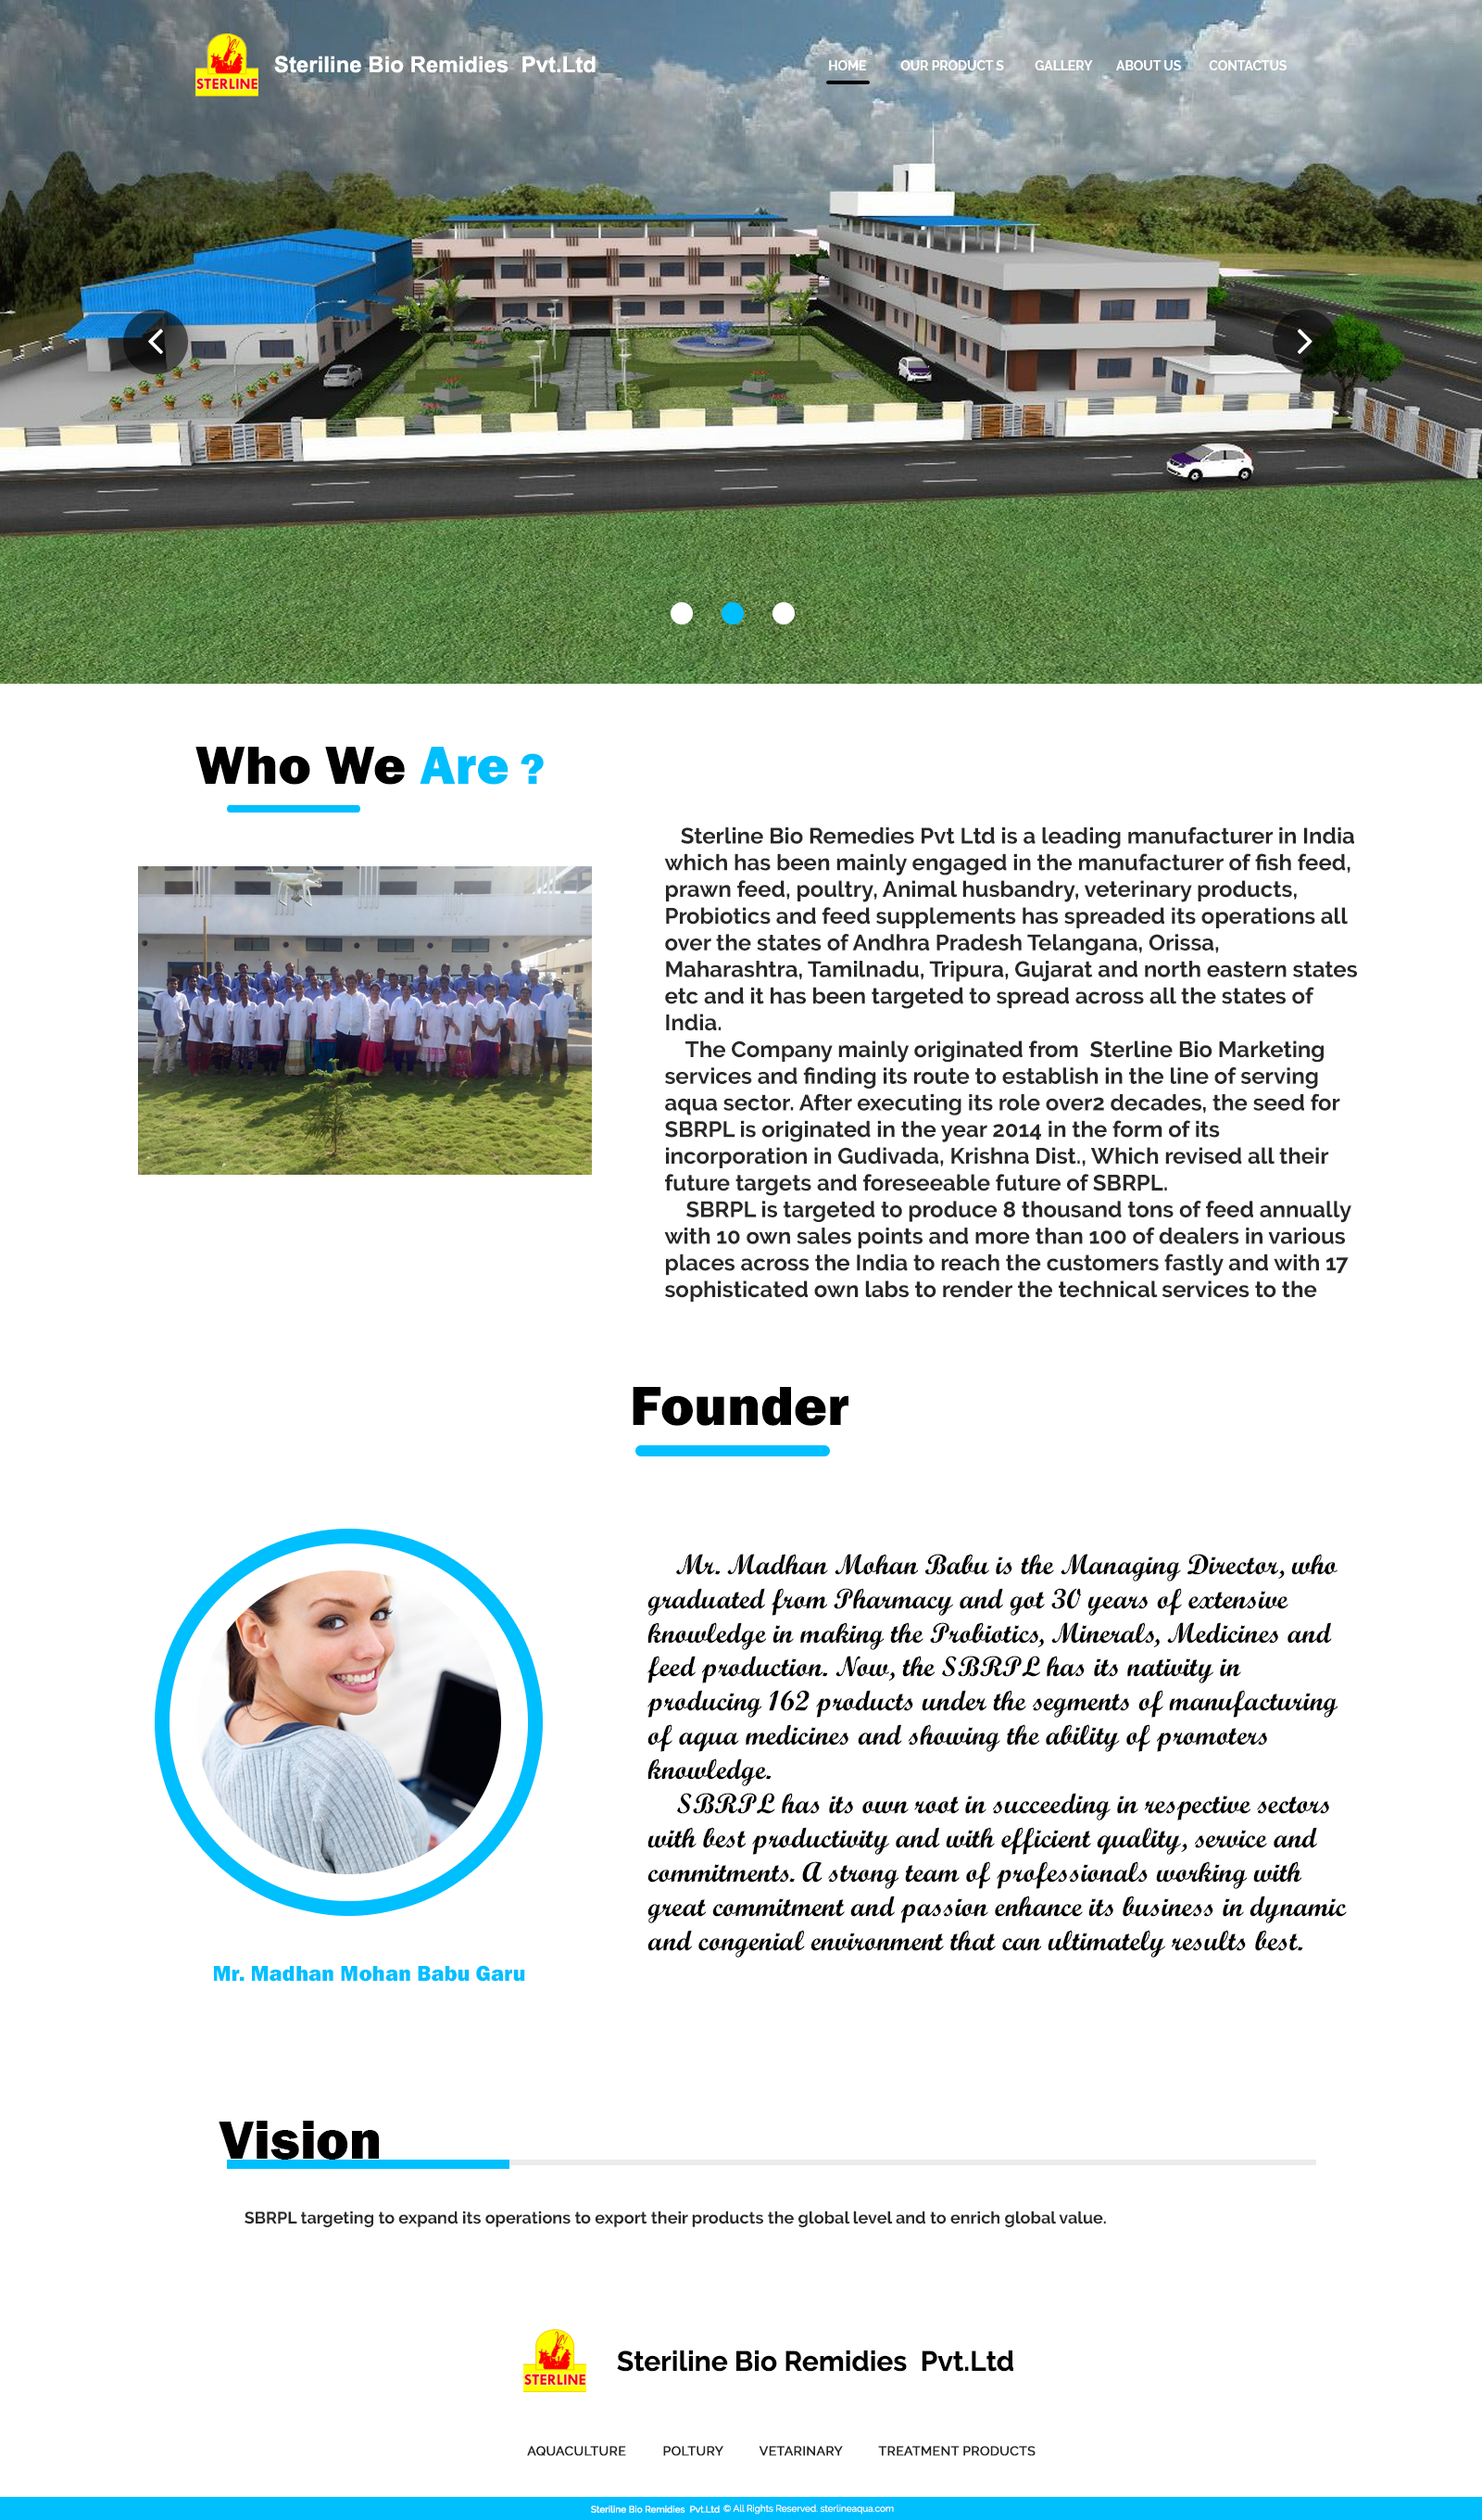 STERLINE
Steriline Bio Remidies Pvt.Ltd
HOME OUR PRODUCT S GALLERY ABOUT US CONTACTUS
Who We Are ?
Sterline Bio Remedies Pvt Ltd is a leading manufacturer in India
which has been mainly engaged in the manufacturer of fish feed,
prawn feed, poultry, Animal husbandry, veterinary products,
Probiotics and feed supplements has spreaded its operations all
over the states of Andhra Pradesh Telangana, Orissa,
Maharashtra, Tamilnadu, Tripura, Gujarat and north eastern states
etc and it has been targeted to spread across all the states of
India.
The Company mainly originated from Sterline Bio Marketing
services and finding its route to establish in the line of serving
aqua sector. After executing its role over2 decades, the seed for
SBRPL is originated in the year 2014 in the form of its
incorporation in Gudivada, Krishna Dist., Which revised all their
future targets and foreseeable future of SBRPL.
SBRPL is targeted to produce 8 thousand tons of feed annually
with 10 own sales points and more than 100 of dealers in various
places across the India to reach the customers fastly and with 17
sophisticated own labs to render the technical services to the
Founder
Mr. Madhan Mohan Babu is the Managing Director, who
graduated from Pharmacy and got 30 years of extensive
knowledge in making the Probiotics, Minerals, Medicines and
feed production. Now, the SBRPL has its nativity in
producing 162 products under the segments of manufacturing
of aqua medicines and showing the ability of promoters
knowledge.
SBRPL has its own root in succeeding in respective sectors
with best productivity and with efficient quality, service and
commitments. A strong team of professionals working with
great commitment and passion enhance its business in dynamic
and congenial environment that can ultimately results best.
Mr. Madhan Mohan Babu Garu
Vision
SBRPL targeting to expand its operations to export their products the global level and to enrich global value.
STERLINE
Steriline Bio Remidies Pvt.Ltd
AQUACULTURE POLTURY VETARINARY TREATMENT PRODUCTS
Steriline Bio Remidies Pvt.Ltd © All Rights Reserved. sterlineaqua.com